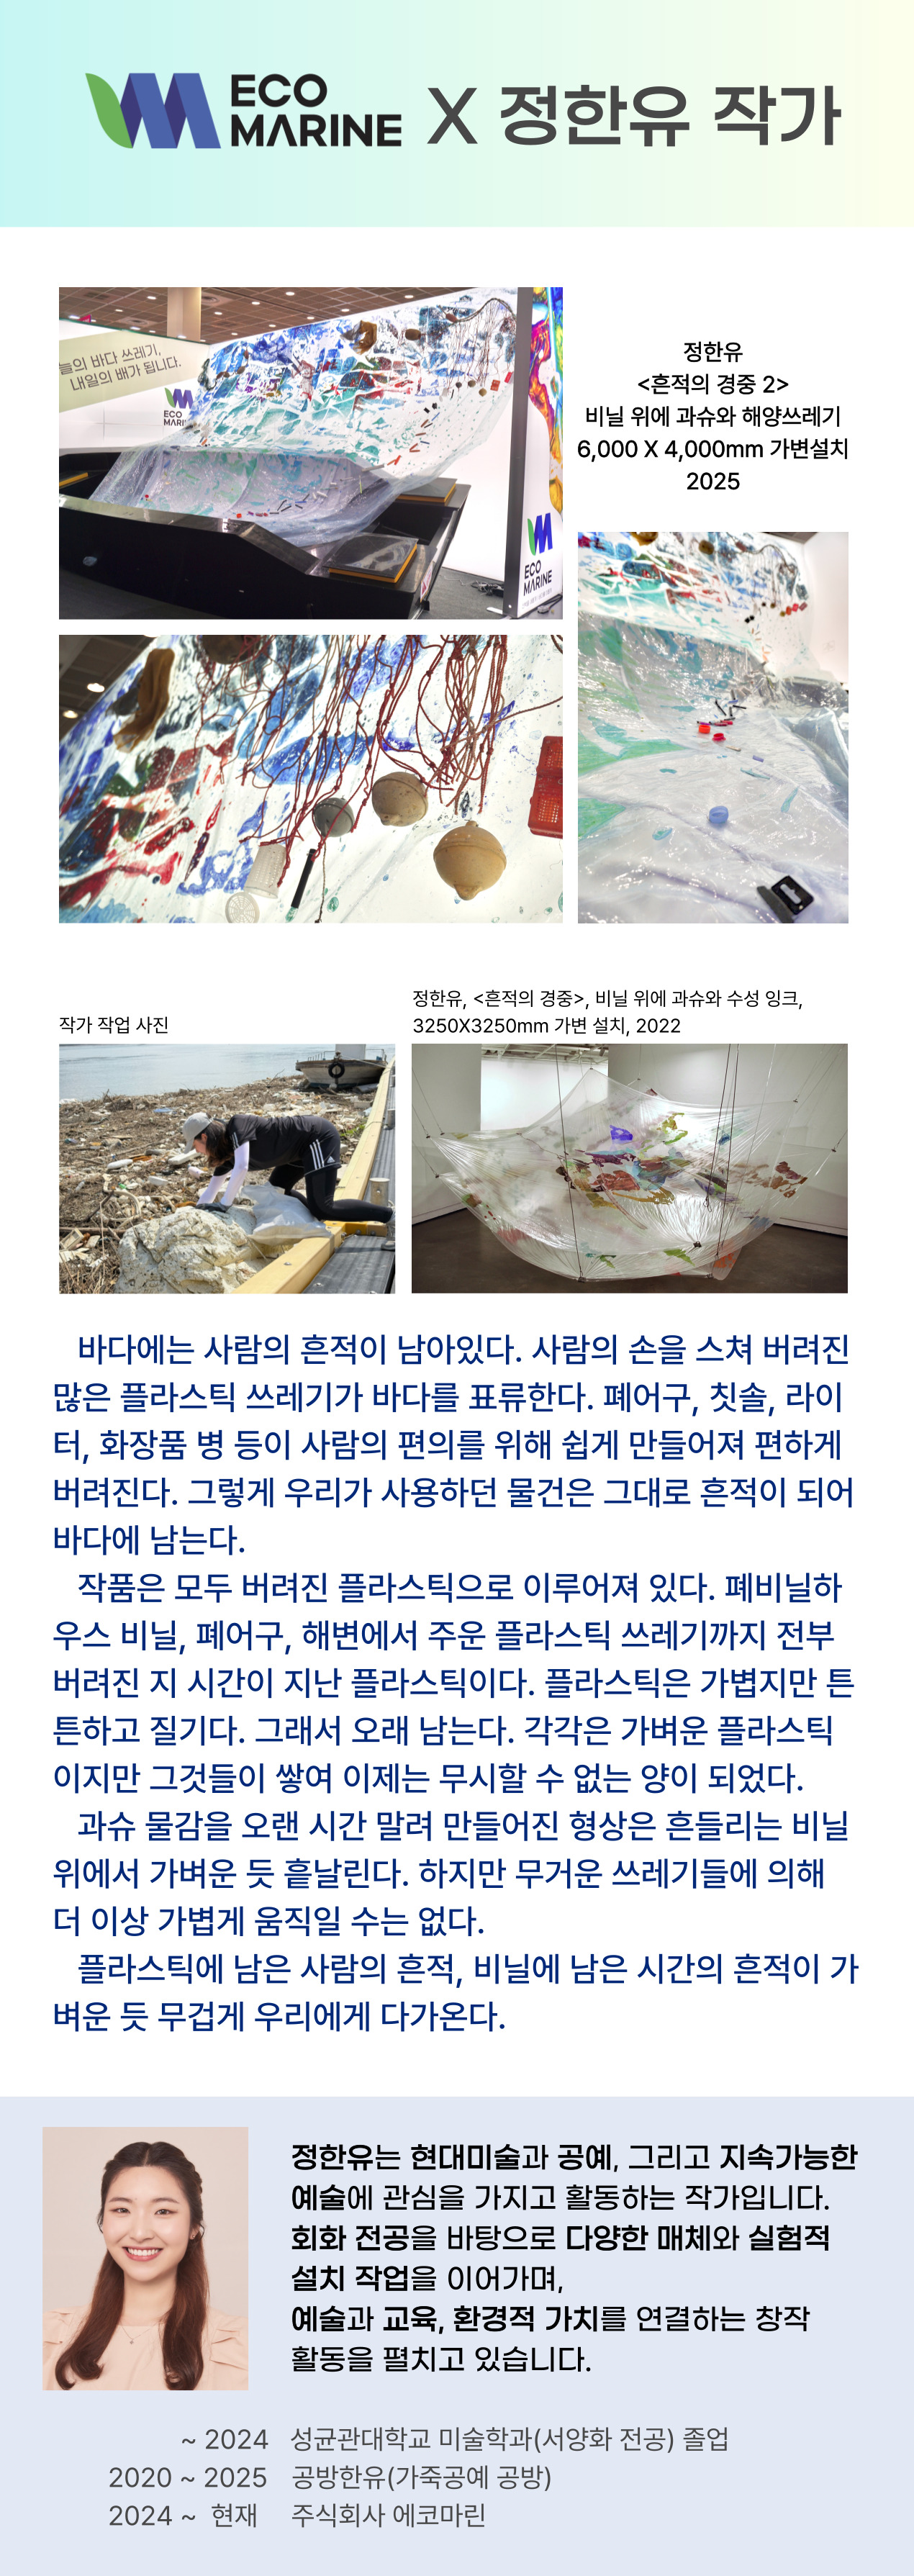 ECO
MARINE X 정한유 작가
늘의 바다 쓰레기,
내일의 배가 됩니다.
ECO
MARI
ECO
MARINE
정한유
<흔적의 경중 2>
비닐 위에 과슈와 해양쓰레기
6,000 X 4,000mm 가변설치
2025
작가 작업 사진
정한유, <흔적의 경중>, 비닐 위에 과슈와 수성 잉크,
3250X3250mm 가변 설치, 2022
바다에는 사람의 흔적이 남아있다. 사람의 손을 스쳐 버려진
많은 플라스틱 쓰레기가 바다를 표류한다. 폐어구, 칫솔, 라이
터, 화장품 병 등이 사람의 편의를 위해 쉽게 만들어져 편하게
버려진다. 그렇게 우리가 사용하던 물건은 그대로 흔적이 되어
바다에 남는다.
작품은 모두 버려진 플라스틱으로 이루어져 있다. 폐비닐하
우스 비닐, 폐어구, 해변에서 주운 플라스틱 쓰레기까지 전부
버려진 지 시간이 지난 플라스틱이다. 플라스틱은 가볍지만 튼
튼하고 질기다. 그래서 오래 남는다. 각각은 가벼운 플라스틱
이지만 그것들이 쌓여 이제는 무시할 수 없는 양이 되었다.
과슈 물감을 오랜 시간 말려 만들어진 형상은 흔들리는 비닐
위에서 가벼운 듯 흩날린다. 하지만 무거운 쓰레기들에 의해
더 이상 가볍게 움직일 수는 없다.
플라스틱에 남은 사람의 흔적, 비닐에 남은 시간의 흔적이 가
벼운 듯 무겁게 우리에게 다가온다.
정한유는 현대미술과 공예, 그리고 지속가능한
예술에 관심을 가지고 활동하는 작가입니다.
회화 전공을 바탕으로 다양한 매체와 실험적
설치 작업을 이어가며,
예술과 교육, 환경적 가치를 연결하는 창작
활동을 펼치고 있습니다.
~ 2024 성균관대학교 미술학과(서양화 전공) 졸업
2020 ~ 2025 공방한유(가죽공예 공방)
2024 ~ 현재 주식회사 에코마린